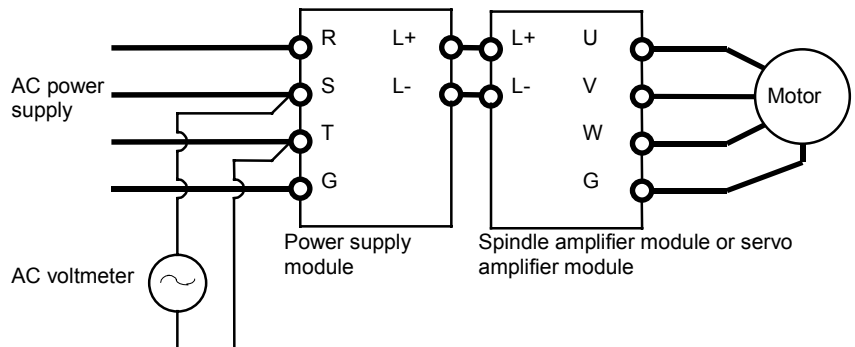 R L+ L+ U
AC power
supply
S L- L- V
Motor
T W
G G
Power supply
module
Spindle amplifier module or servo
amplifier module
AC voltmeter